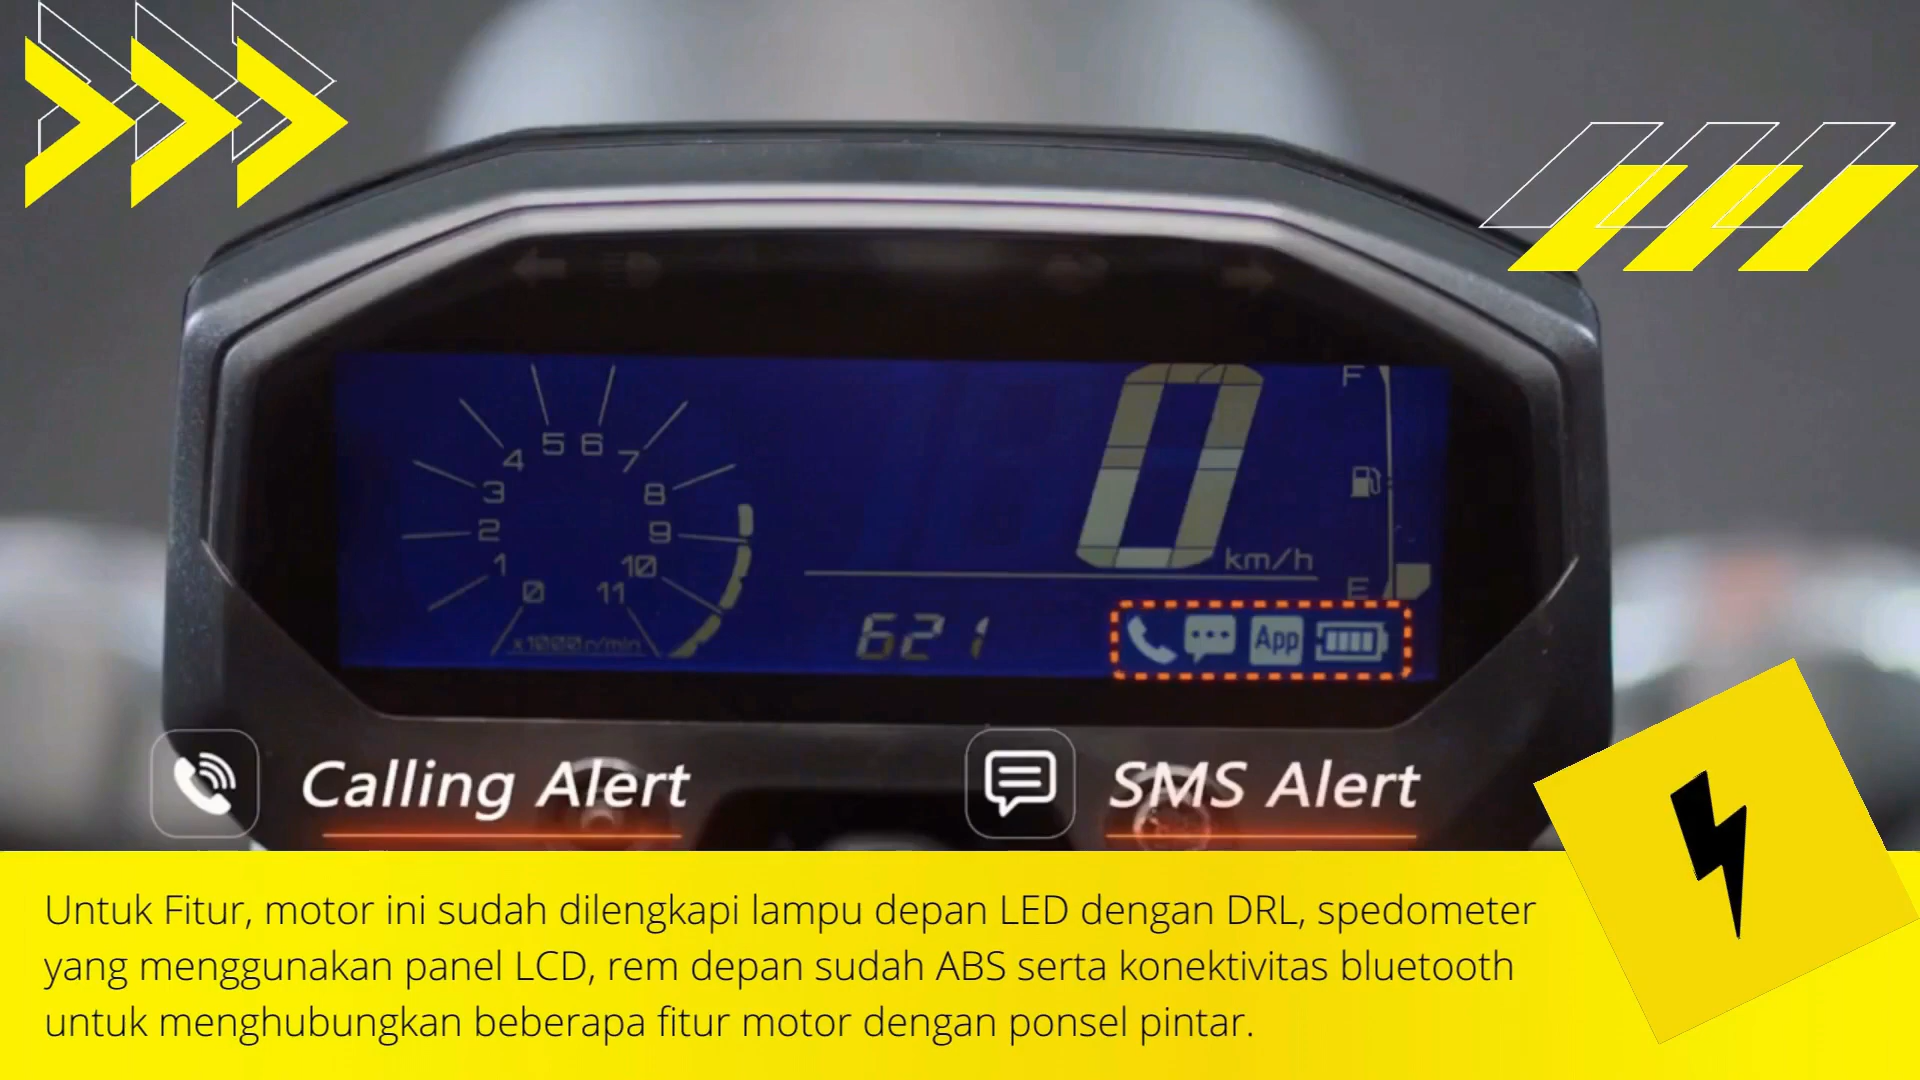 F
5 6
4 7
3 8
2 9
1 10
0 11
x1000r/min
0
km/h
E
621
App
Calling Alert
SMS Alert
Untuk Fitur, motor ini sudah dilengkapi lampu depan LED dengan DRL, spedometer
yang menggunakan panel LCD, rem depan sudah ABS serta konektivitas bluetooth
untuk menghubungkan beberapa fitur motor dengan ponsel pintar.